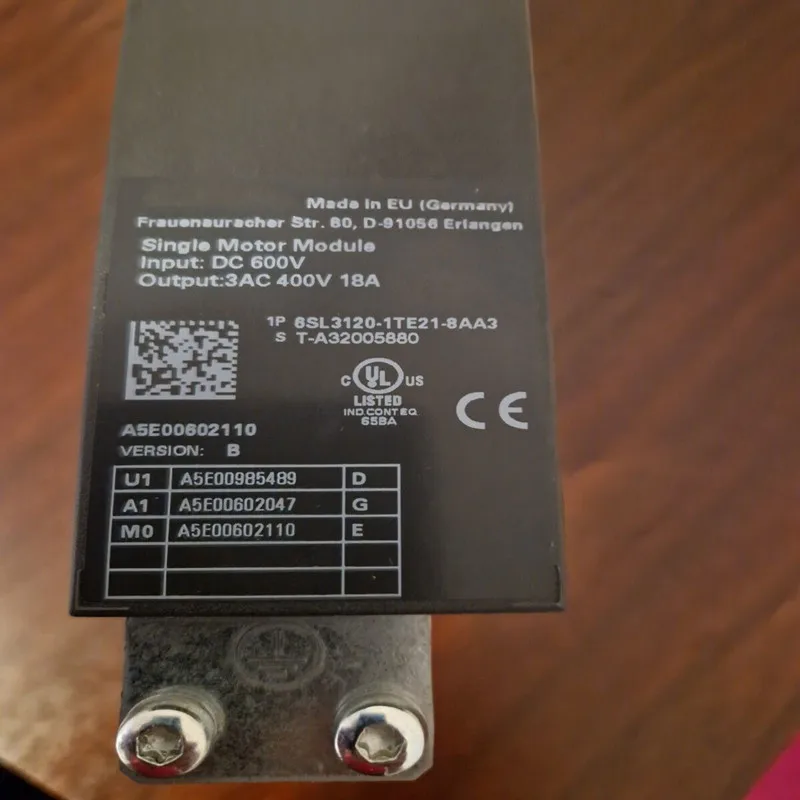 Made in EU (Germany)
Frauenauracher Str. 80, D-91056 Erlangen
Single Motor Module
Input: DC 600V
Output:3AC 400V 18A
1P 6SL3120-1TE21-8AA3
S T-A32005880
C UL US
LISTED
IND.CONT.EQ.
65BA
CE
A5E00602110
VERSION: B
U1 A5E00985489 D
A1 A5E00602047 G
M0 A5E00602110 E